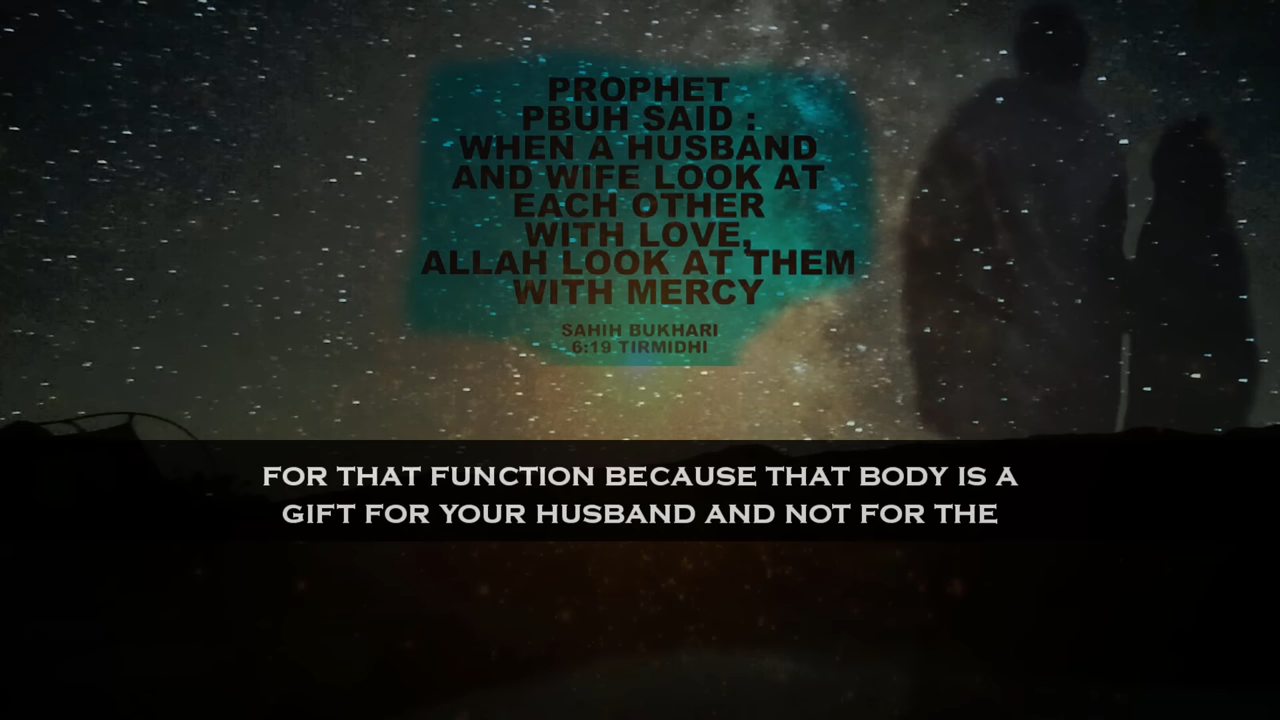 PROPHET
PBUH SAID :
WHEN A HUSBAND
AND WIFE LOOK AT
EACH OTHER
WITH LOVE,
ALLAH LOOK AT THEM
WITH MERCY
SAHIH BUKHARI
6:19 TIRMIDHI
FOR THAT FUNCTION BECAUSE THAT BODY IS A
GIFT FOR YOUR HUSBAND AND NOT FOR THE